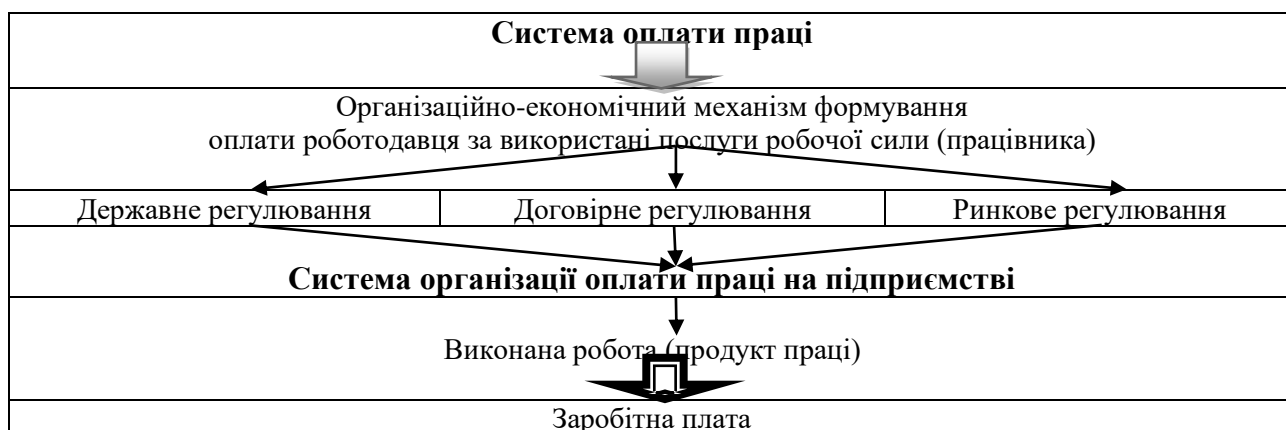 Система оплати праці
Організаційно-економічний механізм формування
оплати роботодавця за використані послуги робочої сили (працівника)
Державне регулювання
Договірне регулювання
Ринкове регулювання
Система організації оплати праці на підприємстві
Виконана робота (продукт праці)
Заробітна плата